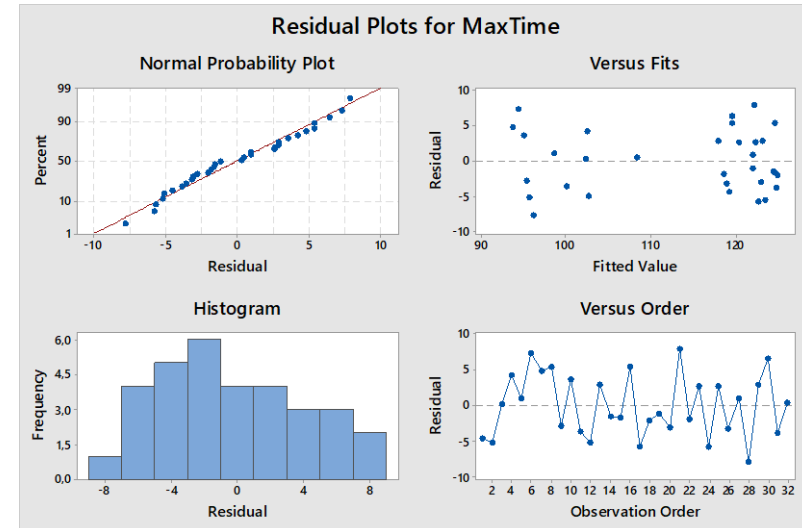 Residual Plots for MaxTime
Normal Probability Plot
99
90
50
10
1
Percent
-10 -5 0 5 10
Residual
Versus Fits
10
5
0
-5
-10
Residual
90 100 110 120
Fitted Value
Histogram
6,0
4,5
3,0
1,5
0,0
Frequency
-8 -4 0 4 8
Residual
Versus Order
10
5
0
-5
-10
Residual
2 4 6 8 10 12 14 16 18 20 22 24 26 28 30 32
Observation Order